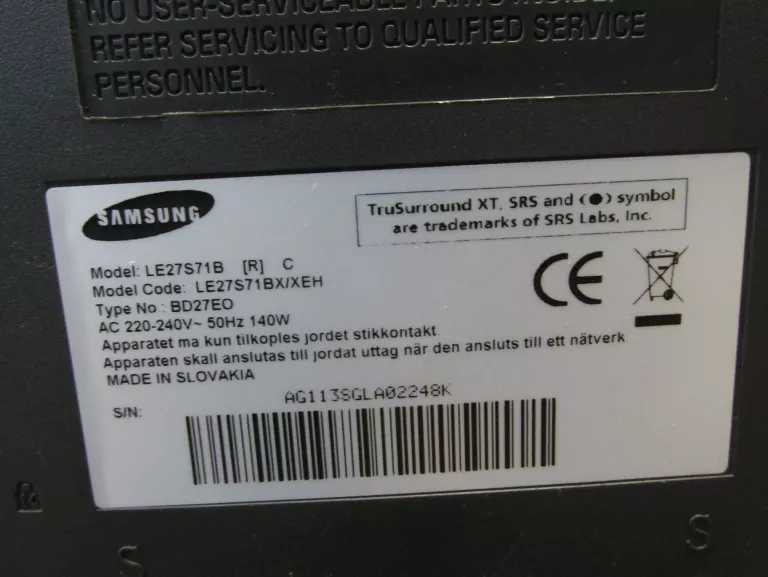 NO USER-SERVICEABLE PARTS INSIDE.
REFER SERVICING TO QUALIFIED SERVICE
PERSONNEL.
SAMSUNG
TruSurround XT, SRS and (●) symbol
are trademarks of SRS Labs, Inc.
Model: LE27S71B [R] C
Model Code: LE27S71BX/XEH
Type No : BD27EO
AC 220-240V~ 50Hz 140W
Apparatet ma kun tilkoples jordet stikkontakt
Apparaten skall anslutas till jordat uttag når den ansluts till ett nätverk
MADE IN SLOVAKIA
CE
S/N:
AG113SGLA02248K
S
S